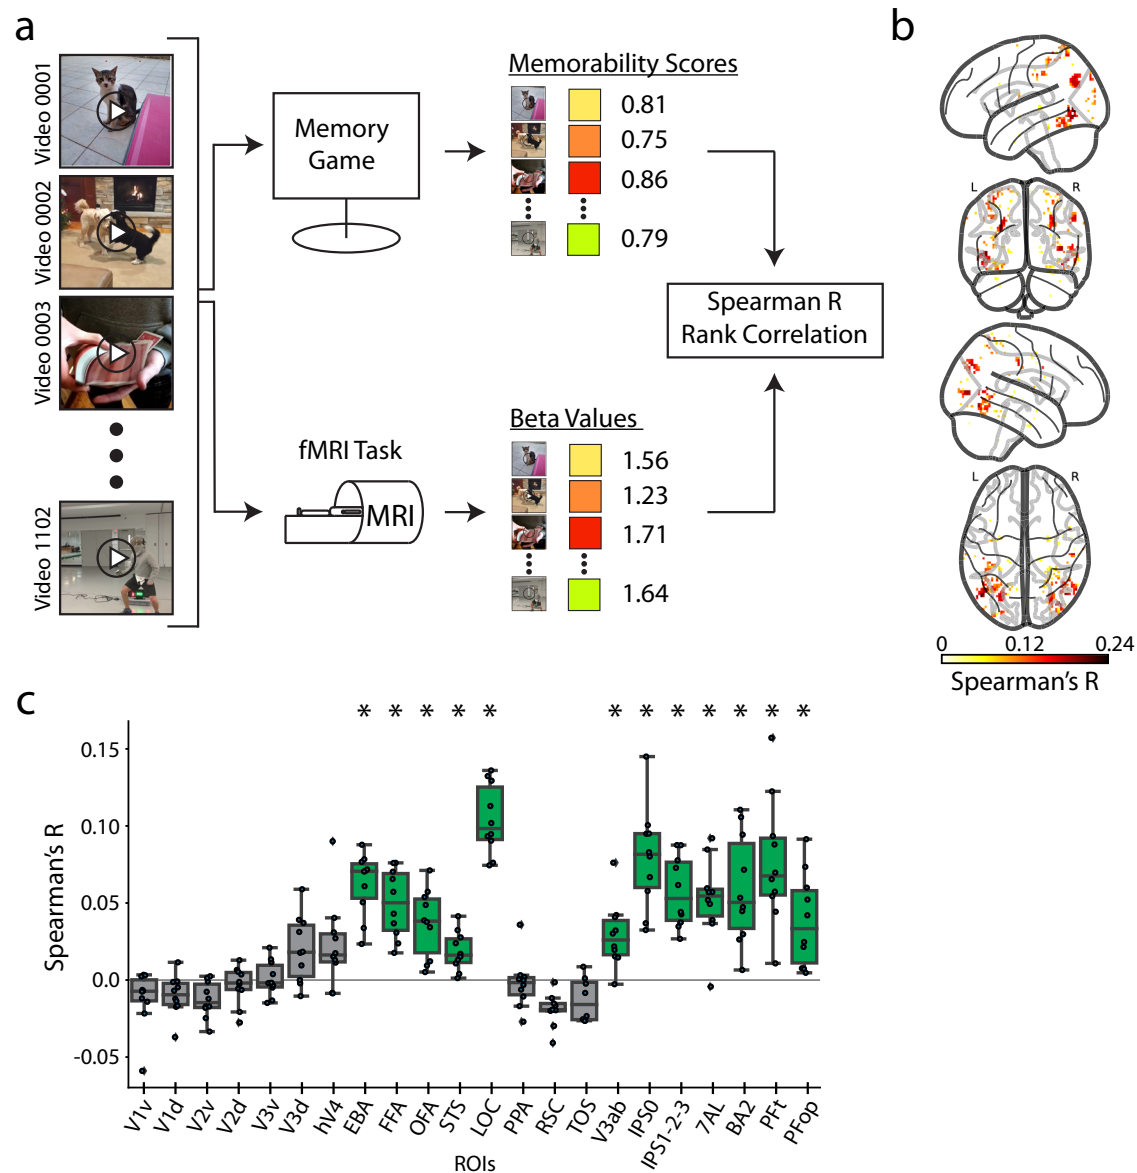 a
Video 0001
Video 0002
Video 0003
Video 1102
Memory
Game
Memorability Scores
0.81
0.75
0.86
0.79
Spearman R
Rank Correlation
fMRI Task
MRI
Beta Values
1.56
1.23
1.71
1.64
b
L R
L R
0 0.12 0.24
Spearman's R
c
* * * * * * * * * * * *
Spearman's R
0.15
0.10
0.05
0.0
-0.05
V1v V1d V2v V2d V3v V3d hV4 EBA FFA OFA STS LOC PPA RSC TOS V3ab IPS0 IPS1-2-3 7AL BA2 PFt PFop
ROIs